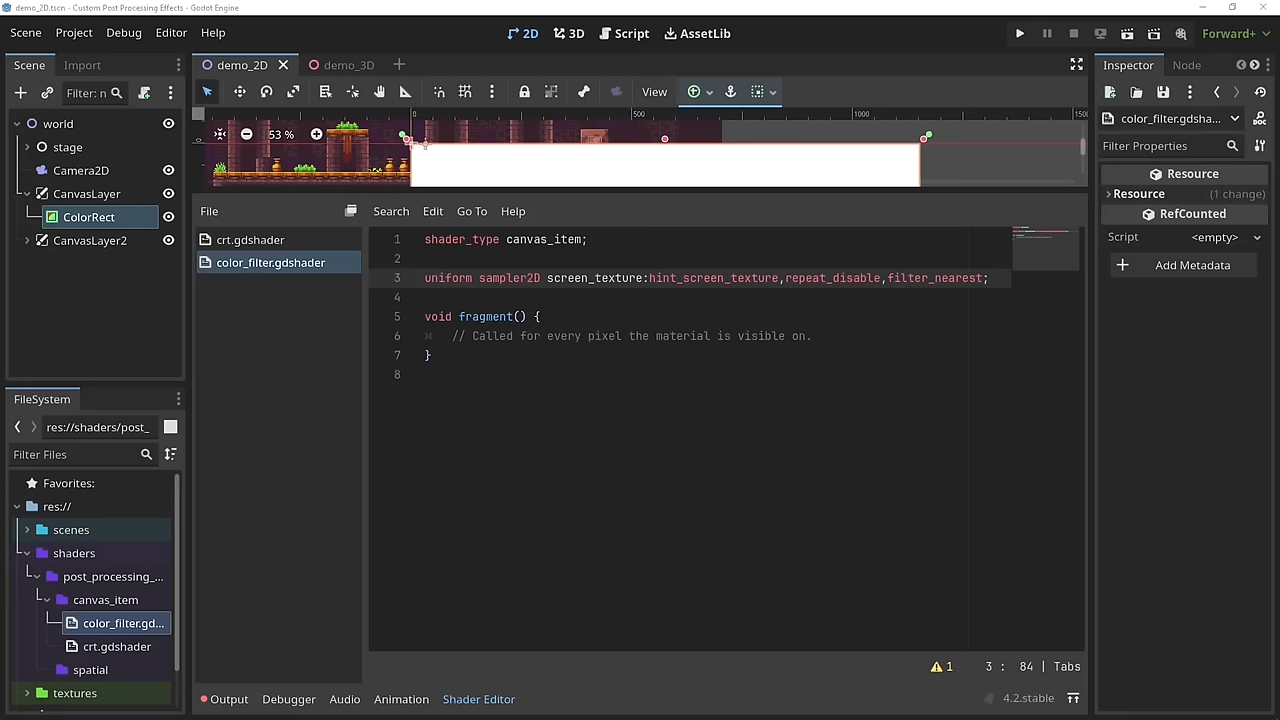 demo_2D.tscn - Custom Post Processing Effects - Godot Engine
Scene Project Debug Editor Help
2D 3D Script AssetLib
Forward+
Scene Import
Filter: n
world
stage
Camera2D
CanvasLayer
ColorRect
CanvasLayer2
FileSystem
res://shaders/post_
Filter Files
Favorites:
res://
scenes
shaders
post_processing_...
canvas_item
color_filter.gd...
crt.gdshader
spatial
textures
demo_2D demo_3D
View
0 500 1000 1500
53 %
File
Search Edit Go To Help
crt.gdshader
color_filter.gdshader
1 shader_type canvas_item;
2
3 uniform sampler2D screen_texture:hint_screen_texture,repeat_disable,filter_nearest;
4
5 void fragment() {
6 // Called for every pixel the material is visible on.
7 }
8
1 3 : 84 | Tabs
Output Debugger Audio Animation Shader Editor
4.2.stable
Inspector Node
color_filter.gdsha...
Filter Properties
Resource
Resource (1 change)
RefCounted
Script <empty>
Add Metadata